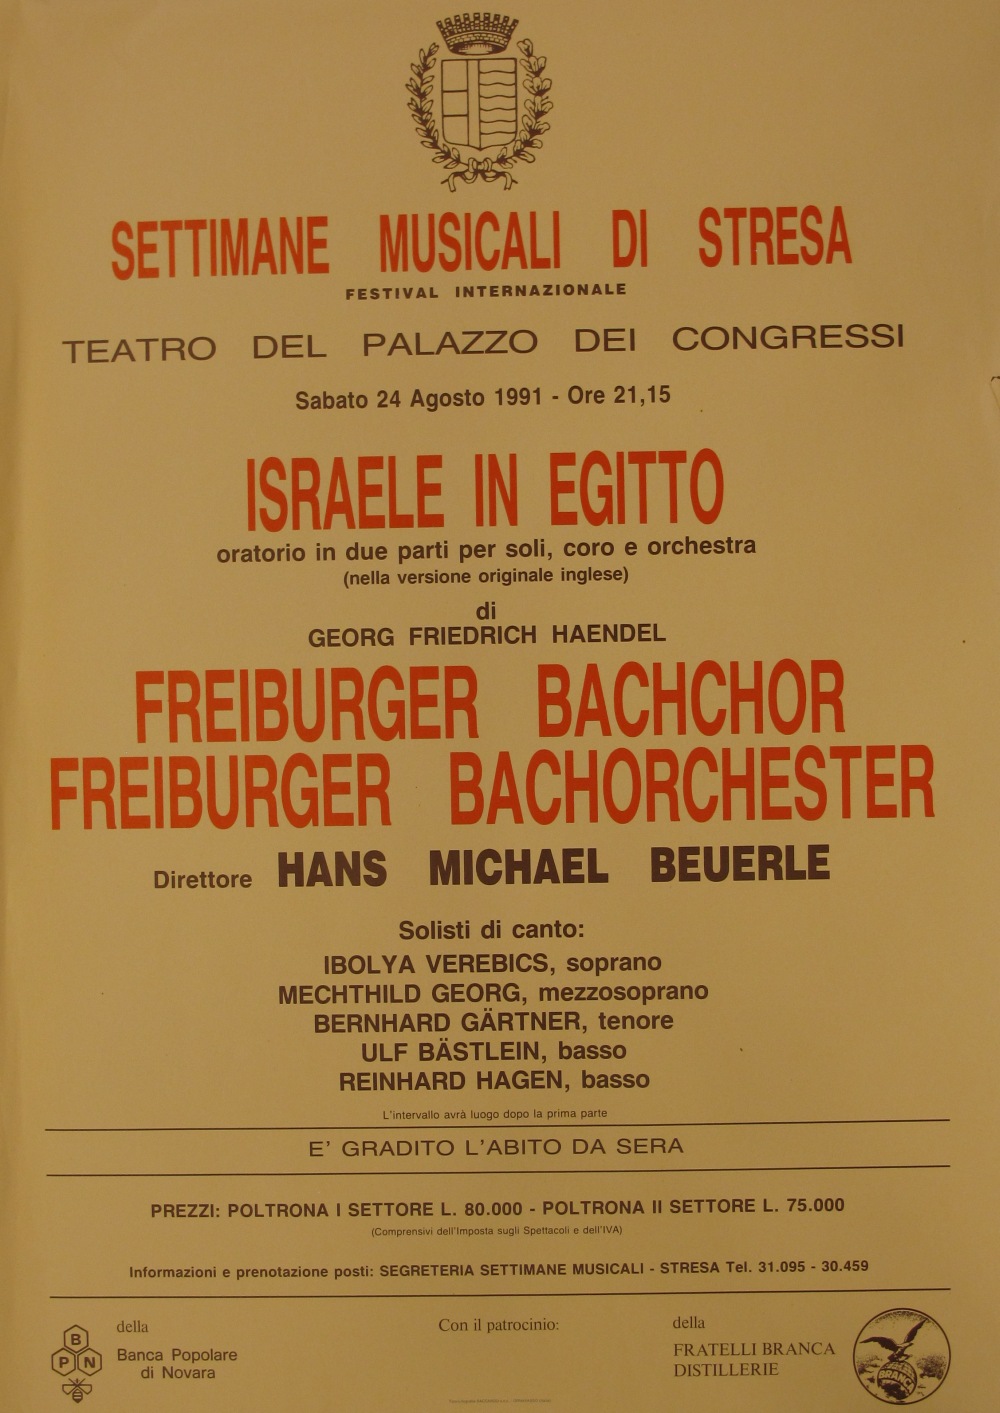 SETTIMANE MUSICALI DI STRESA
FESTIVAL INTERNAZIONALE
TEATRO DEL PALAZZO DEI CONGRESSI
Sabato 24 Agosto 1991 - Ore 21,15
ISRAELE IN EGITTO
oratorio in due parti per soli, coro e orchestra
(nella versione originale inglese)
di
GEORG FRIEDRICH HAENDEL
FREIBURGER BACHCHOR
FREIBURGER BACHORCHESTER
Direttore HANS MICHAEL BEUERLE
Solisti di canto:
IBOLYA VEREBICS, soprano
MECHTHILD GEORG, mezzosoprano
BERNHARD GÄRTNER, tenore
ULF BÄSTLEIN, basso
REINHARD HAGEN, basso
L'intervallo avrà luogo dopo la prima parte
E' GRADITO L'ABITO DA SERA
PREZZI: POLTRONA I SETTORE L. 80.000 - POLTRONA II SETTORE L. 75.000
(Comprensivi dell'Imposta sugli Spettacoli e dell'IVA)
Informazioni e prenotazione posti: SEGRETERIA SETTIMANE MUSICALI - STRESA Tel. 31.095 - 30.459
Con il patrocinio:
B
P N
della
Banca Popolare
di Novara
della
FRATELLI BRANCA
DISTILLERIE
BRANCA